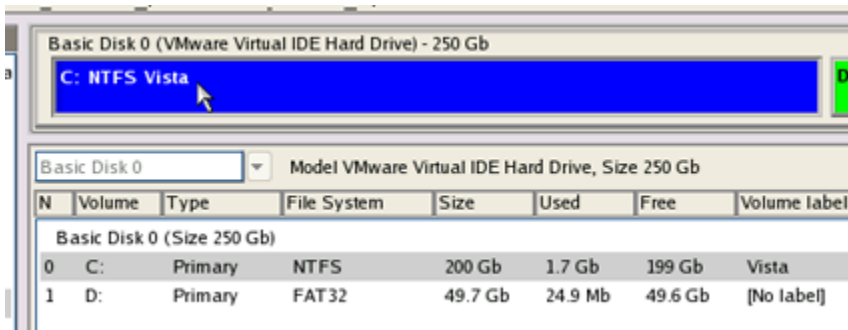 Basic Disk 0 (VMware Virtual IDE Hard Drive) - 250 Gb
C: NTFS Vista
D
Basic Disk 0 Model VMware Virtual IDE Hard Drive, Size 250 Gb
N Volume Type File System Size Used Free Volume label
Basic Disk 0 (Size 250 Gb)
0 C: Primary NTFS 200 Gb 1.7 Gb 199 Gb Vista
1 D: Primary FAT32 49.7 Gb 24.9 Mb 49.6 Gb [No label]